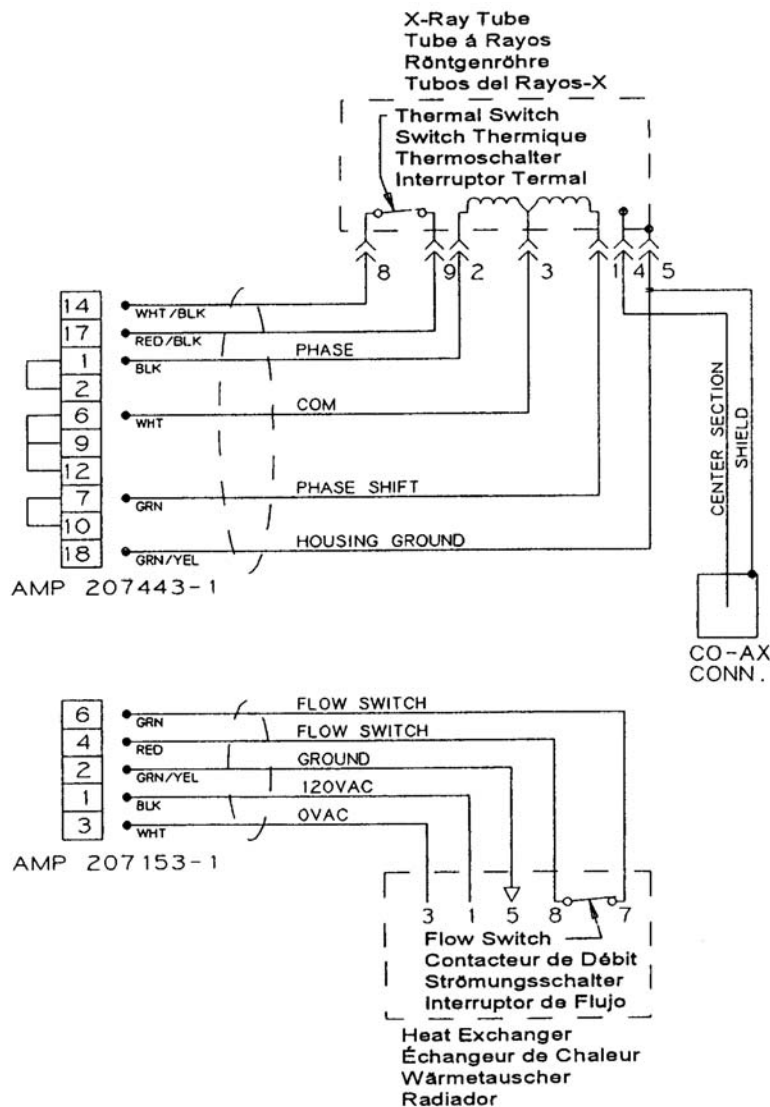 X-Ray Tube
Tube á Rayos
Röntgenröhre
Tubos del Rayos-X
Thermal Switch
Switch Thermique
Thermoschalter
Interruptor Termal
8 9 2 3 1 4 5
14 WHT/BLK
17 RED/BLK
1 BLK PHASE
2
6 WHT COM
9
12
7 GRN PHASE SHIFT
10
18 GRN/YEL HOUSING GROUND
AMP 207443-1
CENTER SECTION
SHIELD
CO-AX
CONN.
6 GRN FLOW SWITCH
4 RED FLOW SWITCH
2 GRN/YEL GROUND
1 BLK 120VAC
3 WHT 0VAC
AMP 207153-1
3 1 5 8 7
Flow Switch
Contacteur de Débit
Strömungsschalter
Interruptor de Flujo
Heat Exchanger
Échangeur de Chaleur
Wärmetauscher
Radiador